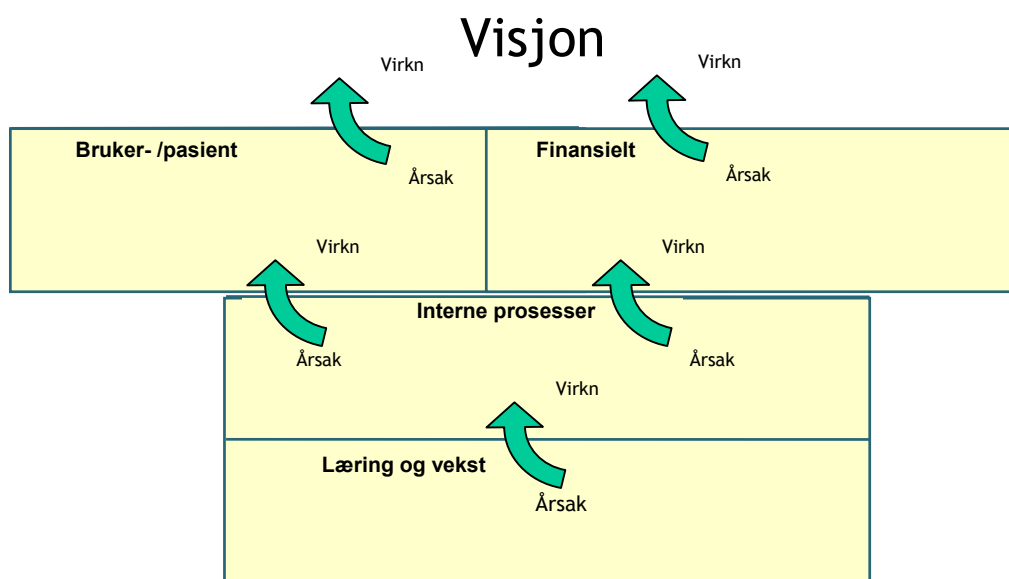 Visjon
Virkn
Virkn
Bruker- /pasient
Finansielt
Årsak
Årsak
Virkn
Virkn
Interne prosesser
Årsak
Årsak
Virkn
Læring og vekst
Årsak